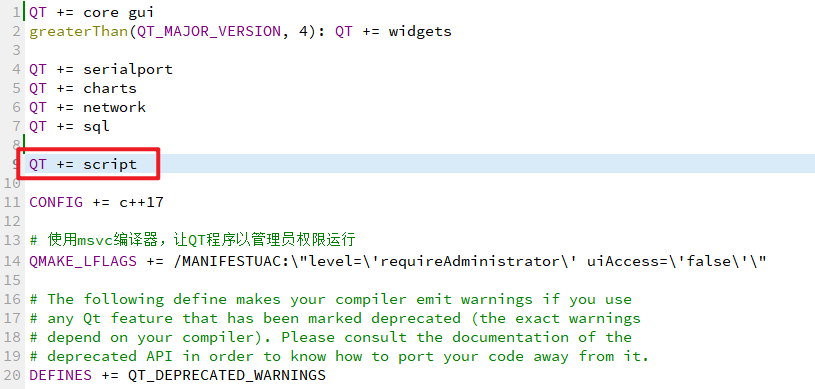 1 QT += core gui
2 greaterThan(QT_MAJOR_VERSION, 4): QT += widgets
3
4 QT += serialport
5 QT += charts
6 QT += network
7 QT += sql
8
9 QT += script
10
11 CONFIG += c++17
12
13 # 使用msvc编译器，让QT程序以管理员权限运行
14 QMAKE_LFLAGS += /MANIFESTUAC:\"level=\'requireAdministrator\' uiAccess=\'false\'\"
15
16 # The following define makes your compiler emit warnings if you use
17 # any Qt feature that has been marked deprecated (the exact warnings
18 # depend on your compiler). Please consult the documentation of the
19 # deprecated API in order to know how to port your code away from it.
20 DEFINES += QT_DEPRECATED_WARNINGS